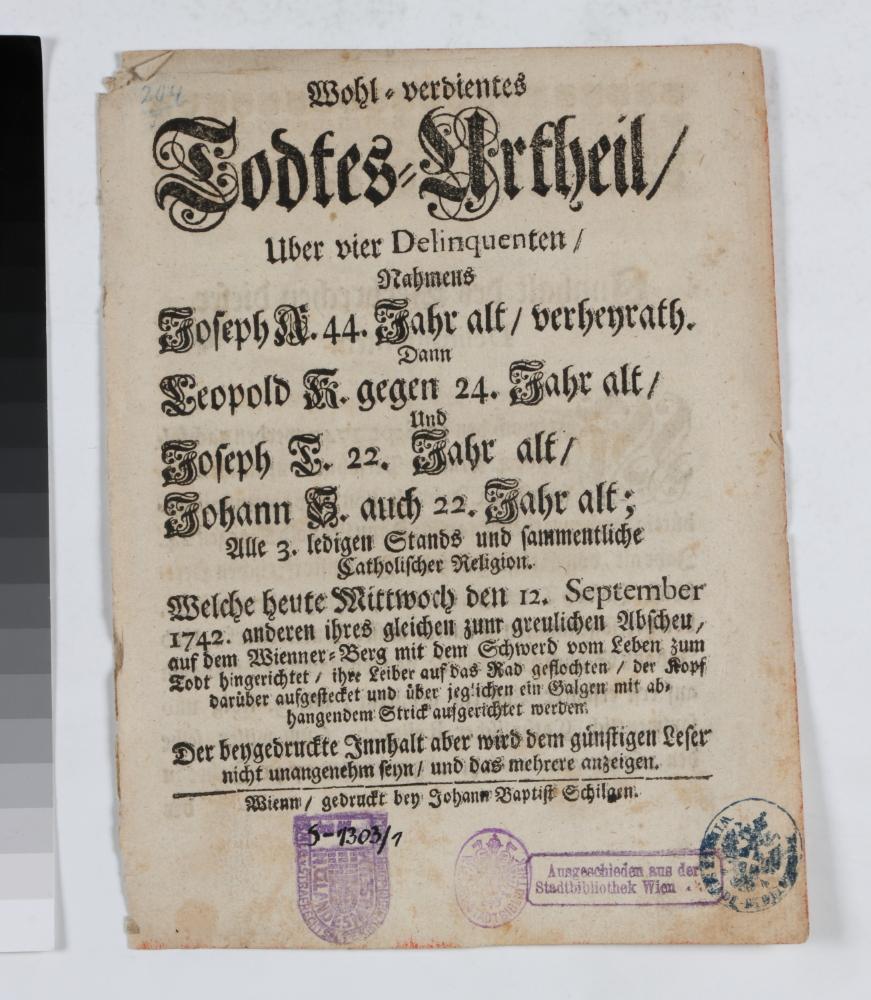 204
Wohl-verdientes
Todtes-Urtheil/
Uber vier Delinquenten/
Nahmens
Joseph A. 44. Jahr alt/ verheyrath.
Dann
Leopold K. gegen 24. Jahr alt/
Und
Joseph T. 22. Jahr alt/
Johann S. auch 22. Jahr alt;
Alle 3. ledigen Stands und sammentliche
Catholischer Religion.
Welche heute Mittwoch den 12. September
1742. anderen ihres gleichen zum greulichen Abscheu,
auf dem Wienner-Berg mit dem Schwerd vom Leben zum
Todt hingerichtet/ ihre Leiber auf das Rad geflochten/ der Kopf
darüber aufgestecket und über jeglichen ein Galgen mit ab-
hangendem Strick aufgerichtet werden.
Der beygedruckte Innhalt aber wird dem günstigen Leser
nicht unangenehm seyn/ und das mehrere anzeigen.
Wienn/ gedruckt bey Johann Baptist Schilgen.
S-1303/1
Ausgeschieden aus der
Stadtbibliothek Wien